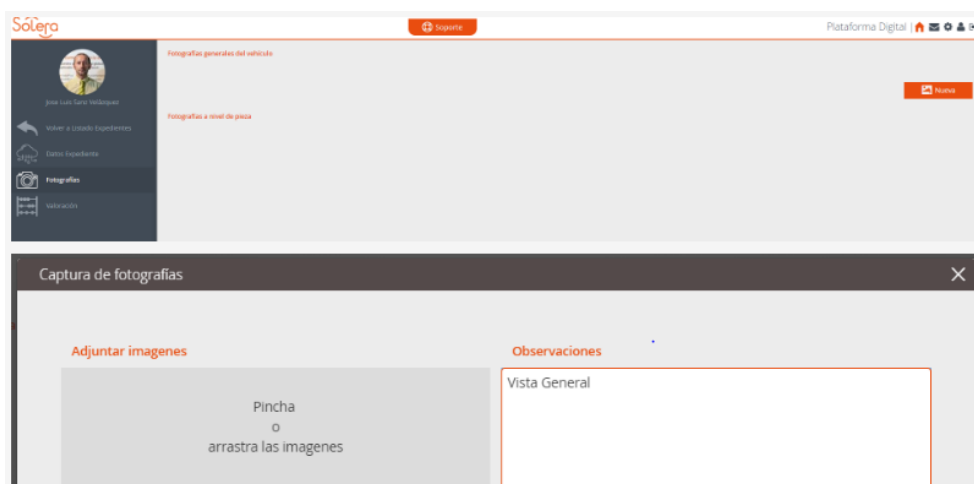 Solera
Soporte
Plataforma Digital |
Fotografías generales del vehículo
Nuevo
Jose Luis Sanz Velázquez
Fotografías a nivel de pieza
Volver a Listado Expedientes
Datos Expediente
Fotografías
Valoración
Captura de fotografías
Adjuntar imagenes
Observaciones
Vista General
Pincha
o
arrastra las imagenes